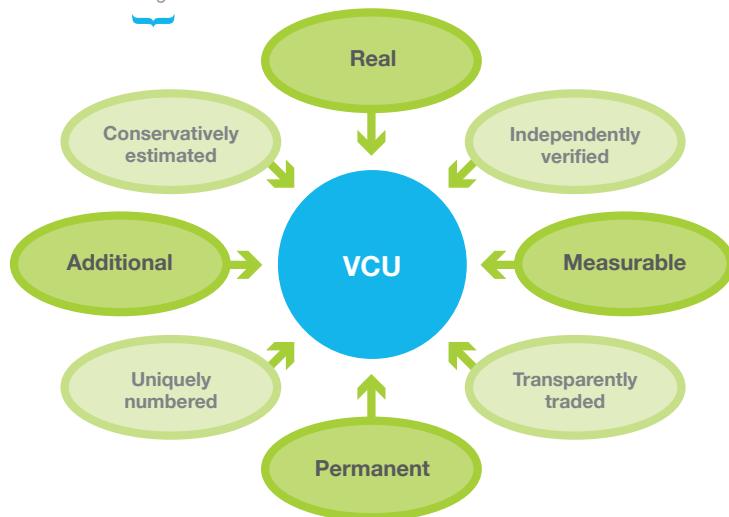 Real
Conservatively
estimated
Independently
verified
Additional
VCU
Measurable
Uniquely
numbered
Transparently
traded
Permanent